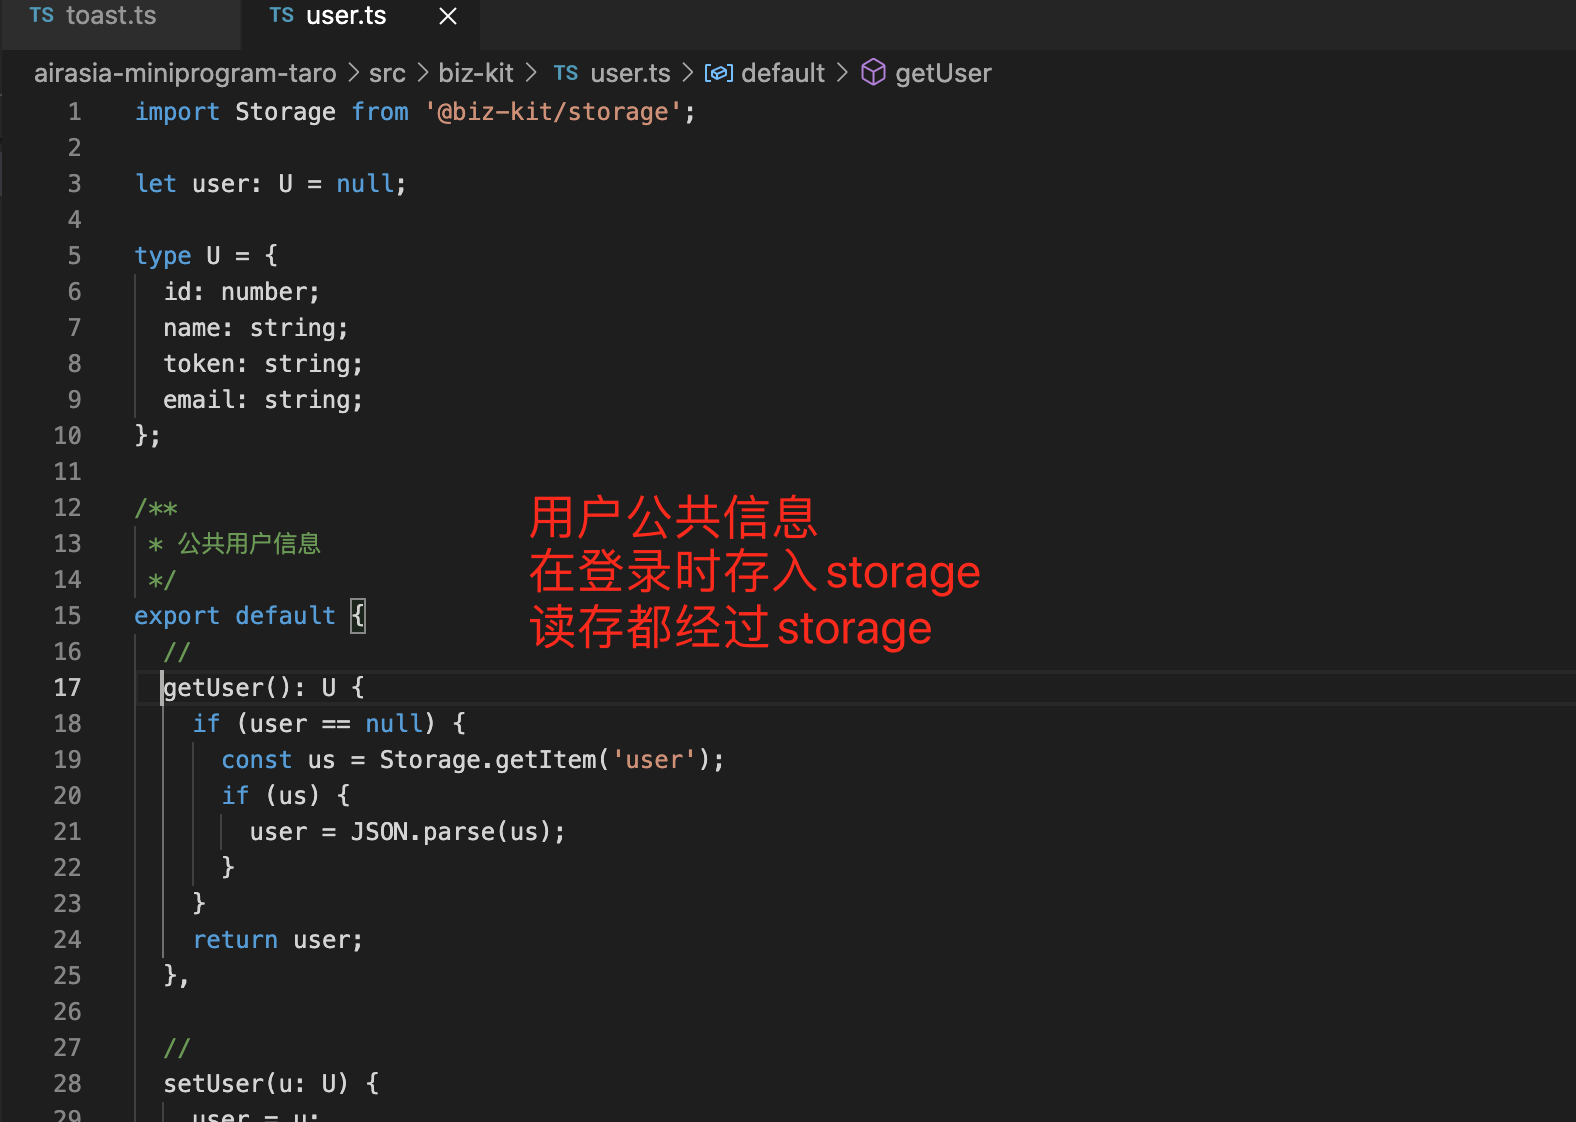 TS toast.ts TS user.ts ×
airasia-miniprogram-taro > src > biz-kit > TS user.ts > default > getUser
1 import Storage from '@biz-kit/storage';
2
3 let user: U = null;
4
5 type U = {
6 id: number;
7 name: string;
8 token: string;
9 email: string;
10 };
11
12 /**
13 * 公共用户信息
14 */
15 export default {
16 //
17 getUser(): U {
18 if (user == null) {
19 const us = Storage.getItem('user');
20 if (us) {
21 user = JSON.parse(us);
22 }
23 }
24 return user;
25 },
26
27 //
28 setUser(u: U) {
29 user = u;
用户公共信息
在登录时存入storage
读存都经过storage